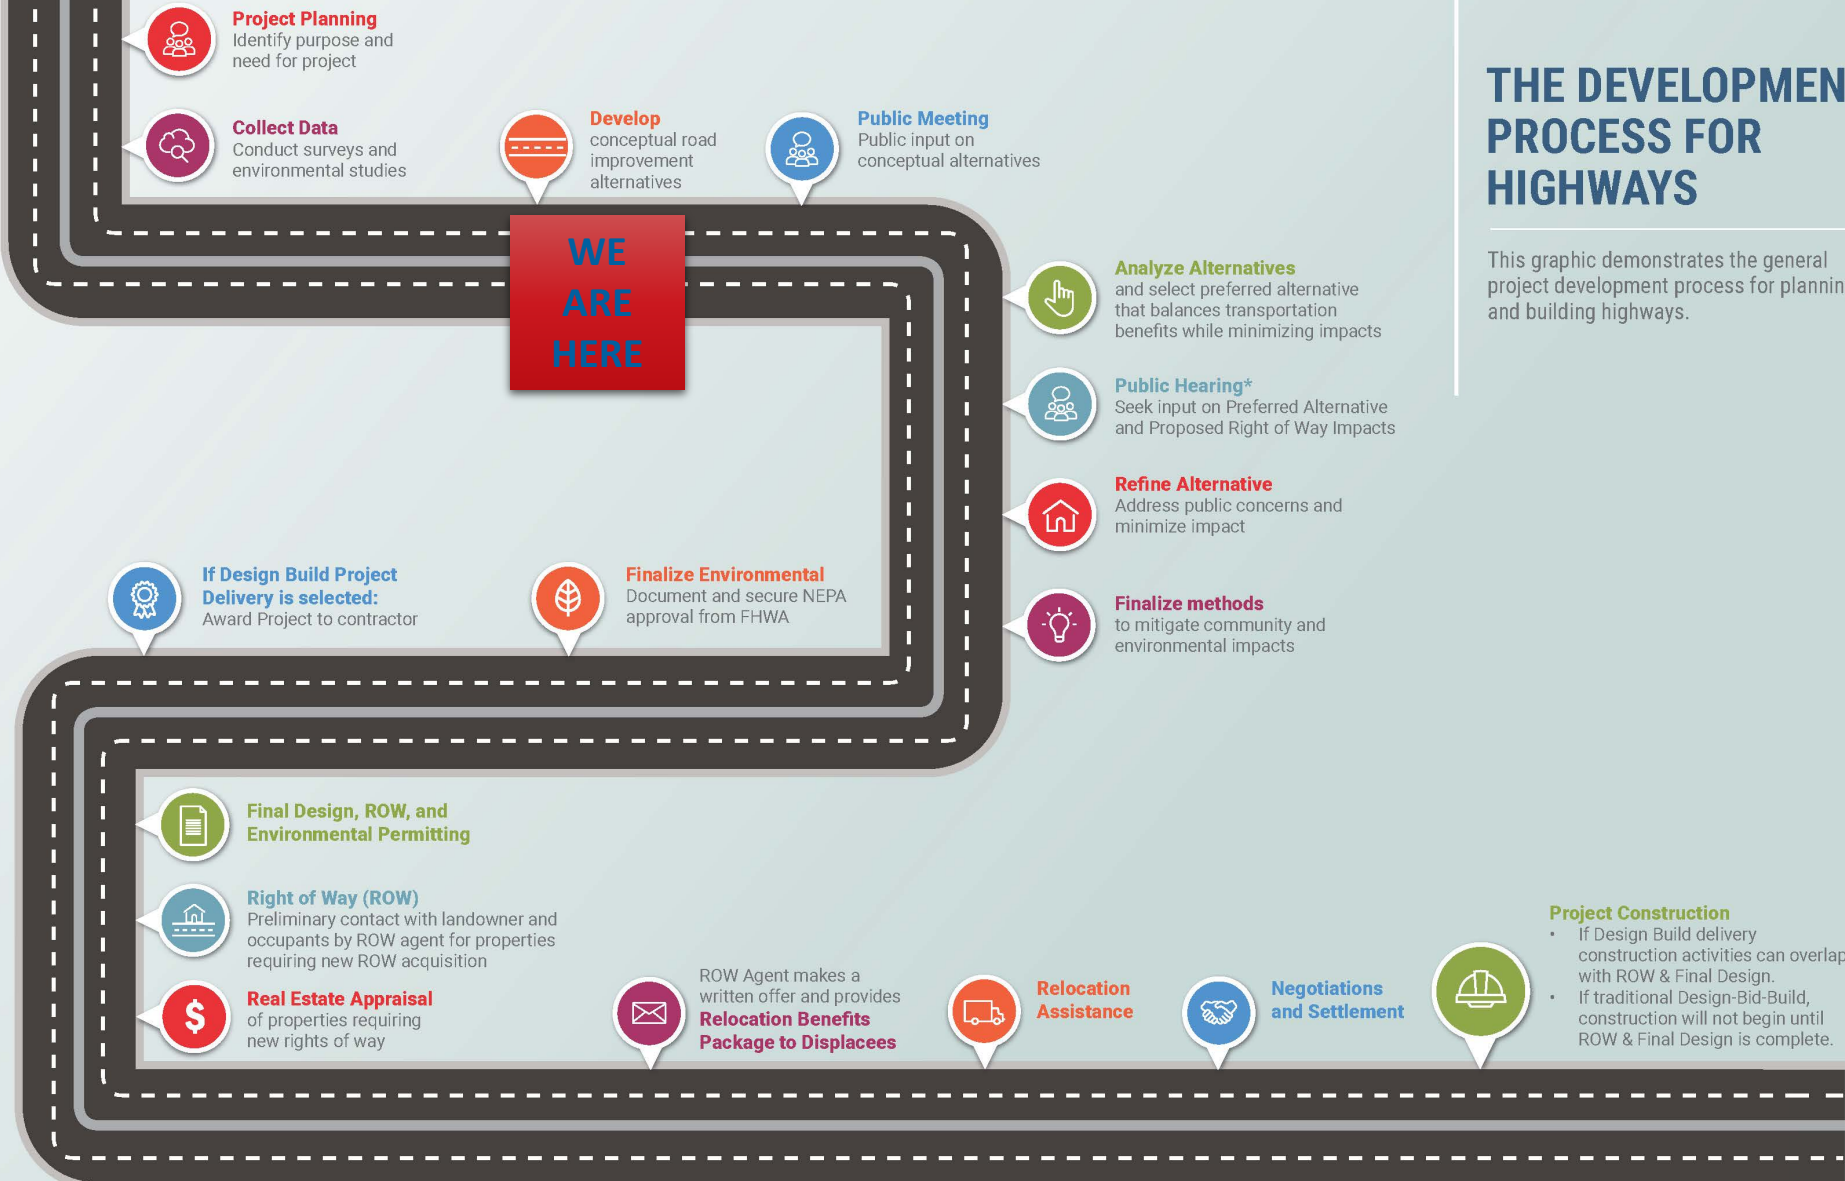 Project Planning
Identify purpose and
need for project
Collect Data
Conduct surveys and
environmental studies
Develop
conceptual road
improvement
alternatives
Public Meeting
Public input on
conceptual alternatives
THE DEVELOPMEN
PROCESS FOR
HIGHWAYS
This graphic demonstrates the general
project development process for plannin
and building highways.
WE
ARE
HERE
Analyze Alternatives
and select preferred alternative
that balances transportation
benefits while minimizing impacts
Public Hearing*
Seek input on Preferred Alternative
and Proposed Right of Way Impacts
Refine Alternative
Address public concerns and
minimize impact
Finalize methods
to mitigate community and
environmental impacts
Finalize Environmental
Document and secure NEPA
approval from FHWA
If Design Build Project
Delivery is selected:
Award Project to contractor
Final Design, ROW, and
Environmental Permitting
Right of Way (ROW)
Preliminary contact with landowner and
occupants by ROW agent for properties
requiring new ROW acquisition
$
Real Estate Appraisal
of properties requiring
new rights of way
ROW Agent makes a
written offer and provides
Relocation Benefits
Package to Displacees
Relocation
Assistance
Negotiations
and Settlement
Project Construction
• If Design Build delivery
construction activities can overlap
with ROW & Final Design.
• If traditional Design-Bid-Build,
construction will not begin until
ROW & Final Design is complete.